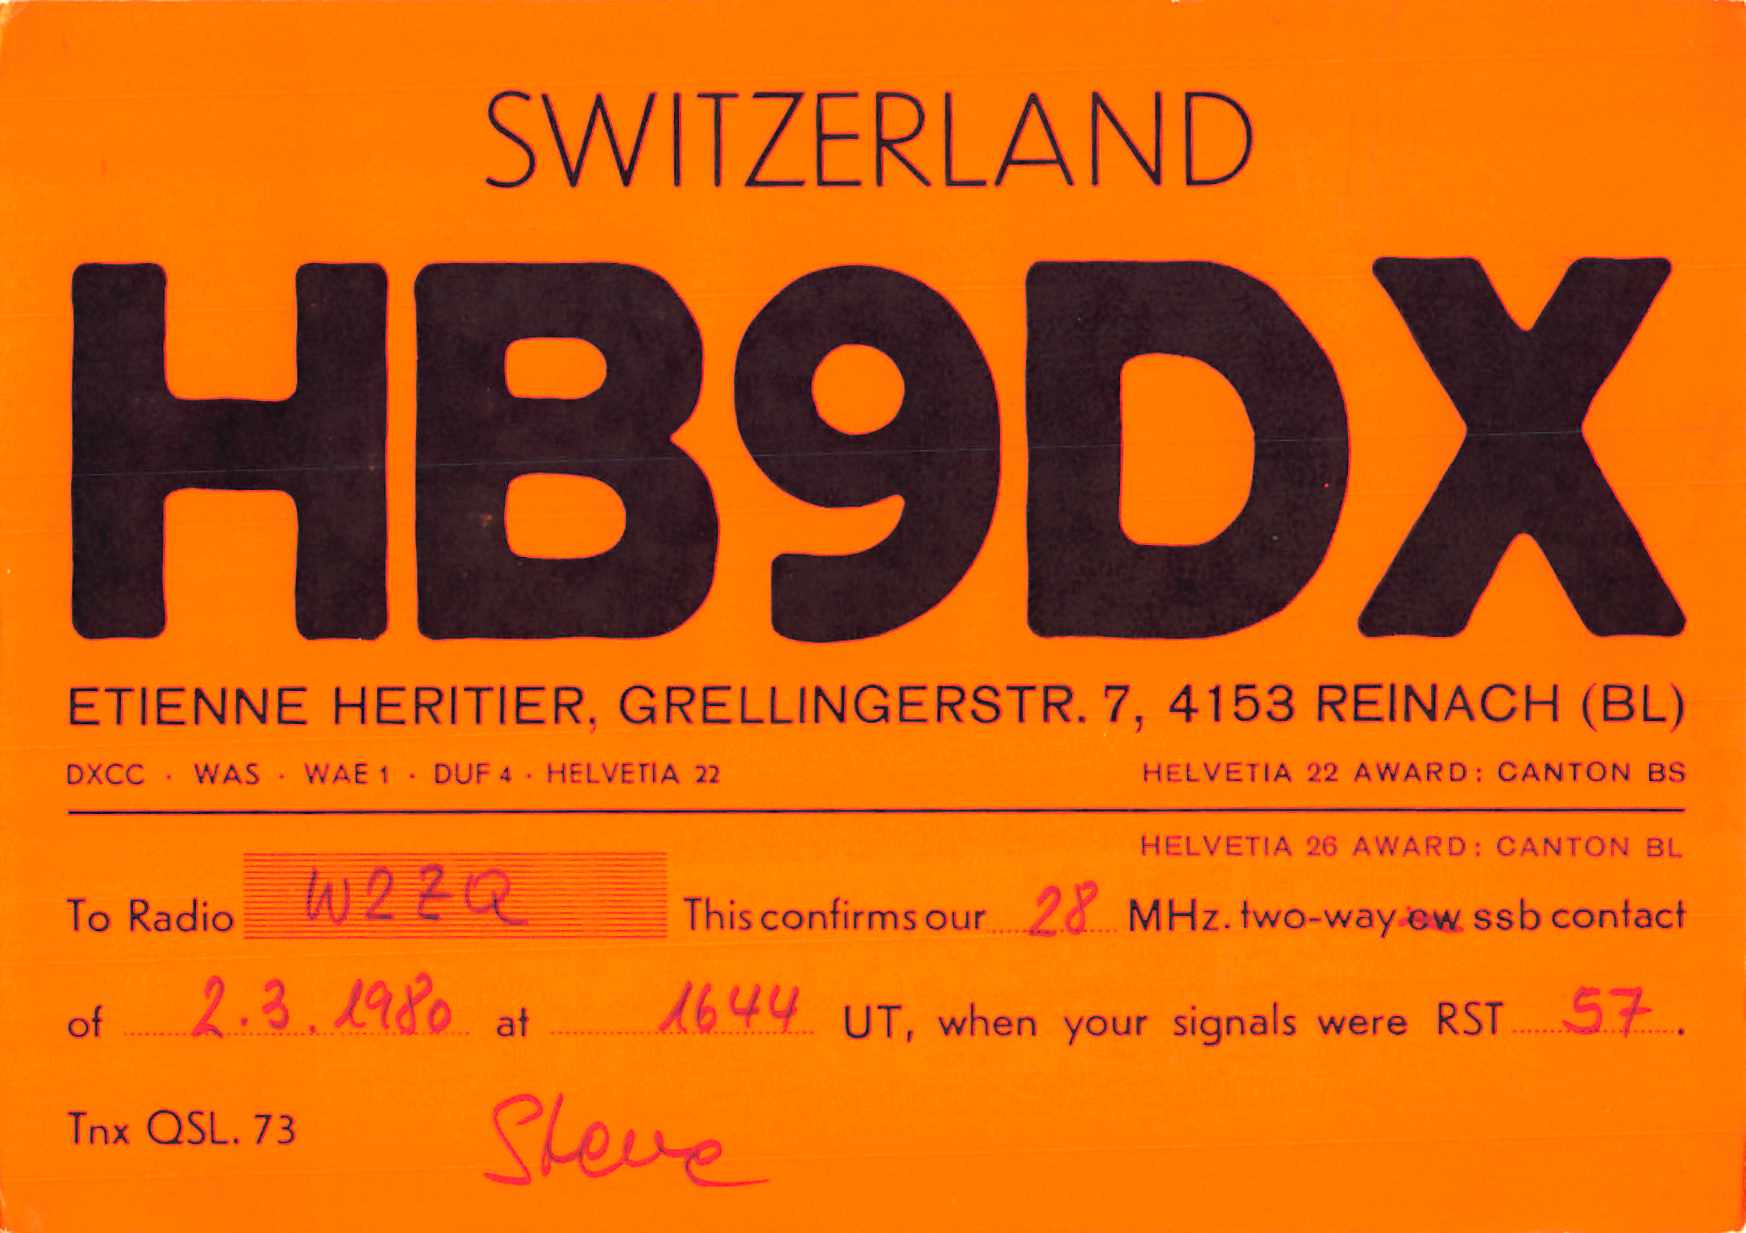 SWITZERLAND
HB9DX
ETIENNE HERITIER, GRELLINGERSTR. 7, 4153 REINACH (BL)
DXCC · WAS · WAE 1 · DUF 4 · HELVETIA 22 HELVETIA 22 AWARD: CANTON BS
HELVETIA 26 AWARD: CANTON BL
To Radio W2ZQ This confirms our 28 MHz. two-way cw ssb contact
of 2.3.1980 at 1644 UT, when your signals were RST 57.
Tnx QSL. 73 Steve